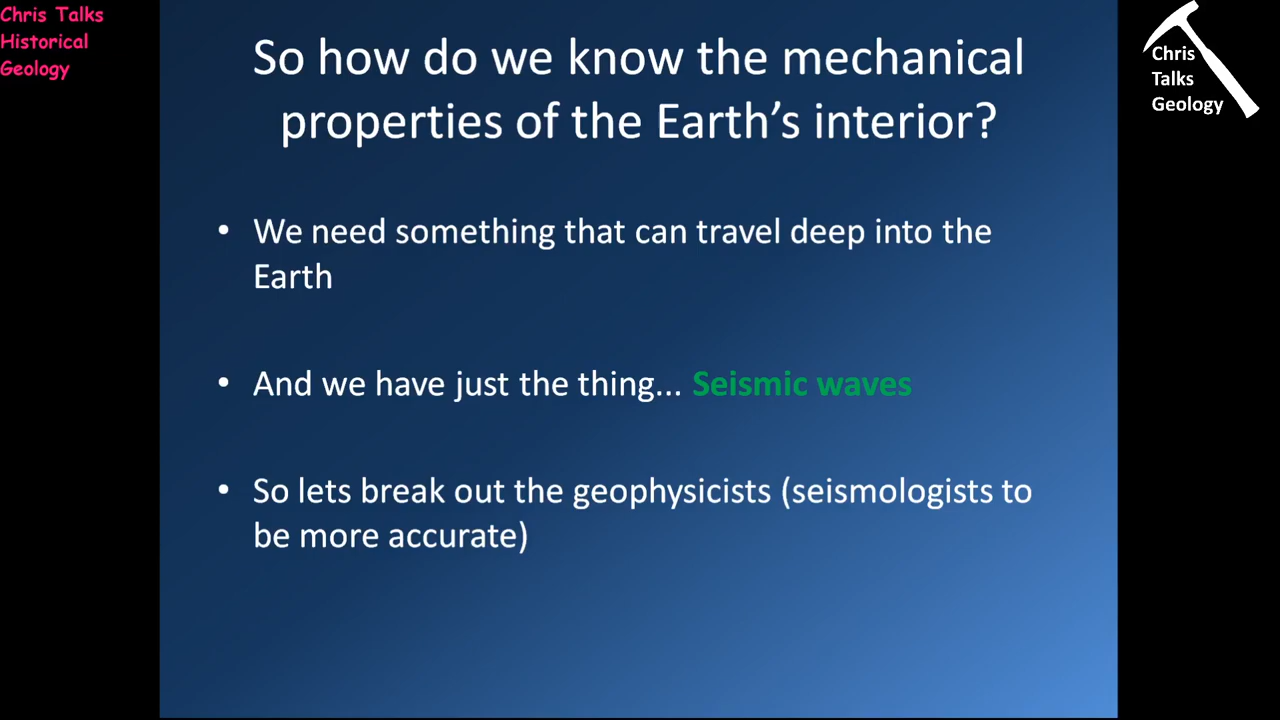 Chris Talks
Historical
Geology
Chris
Talks
Geology
So how do we know the mechanical
properties of the Earth’s interior?
• We need something that can travel deep into the
Earth
• And we have just the thing... Seismic waves
• So lets break out the geophysicists (seismologists to
be more accurate)